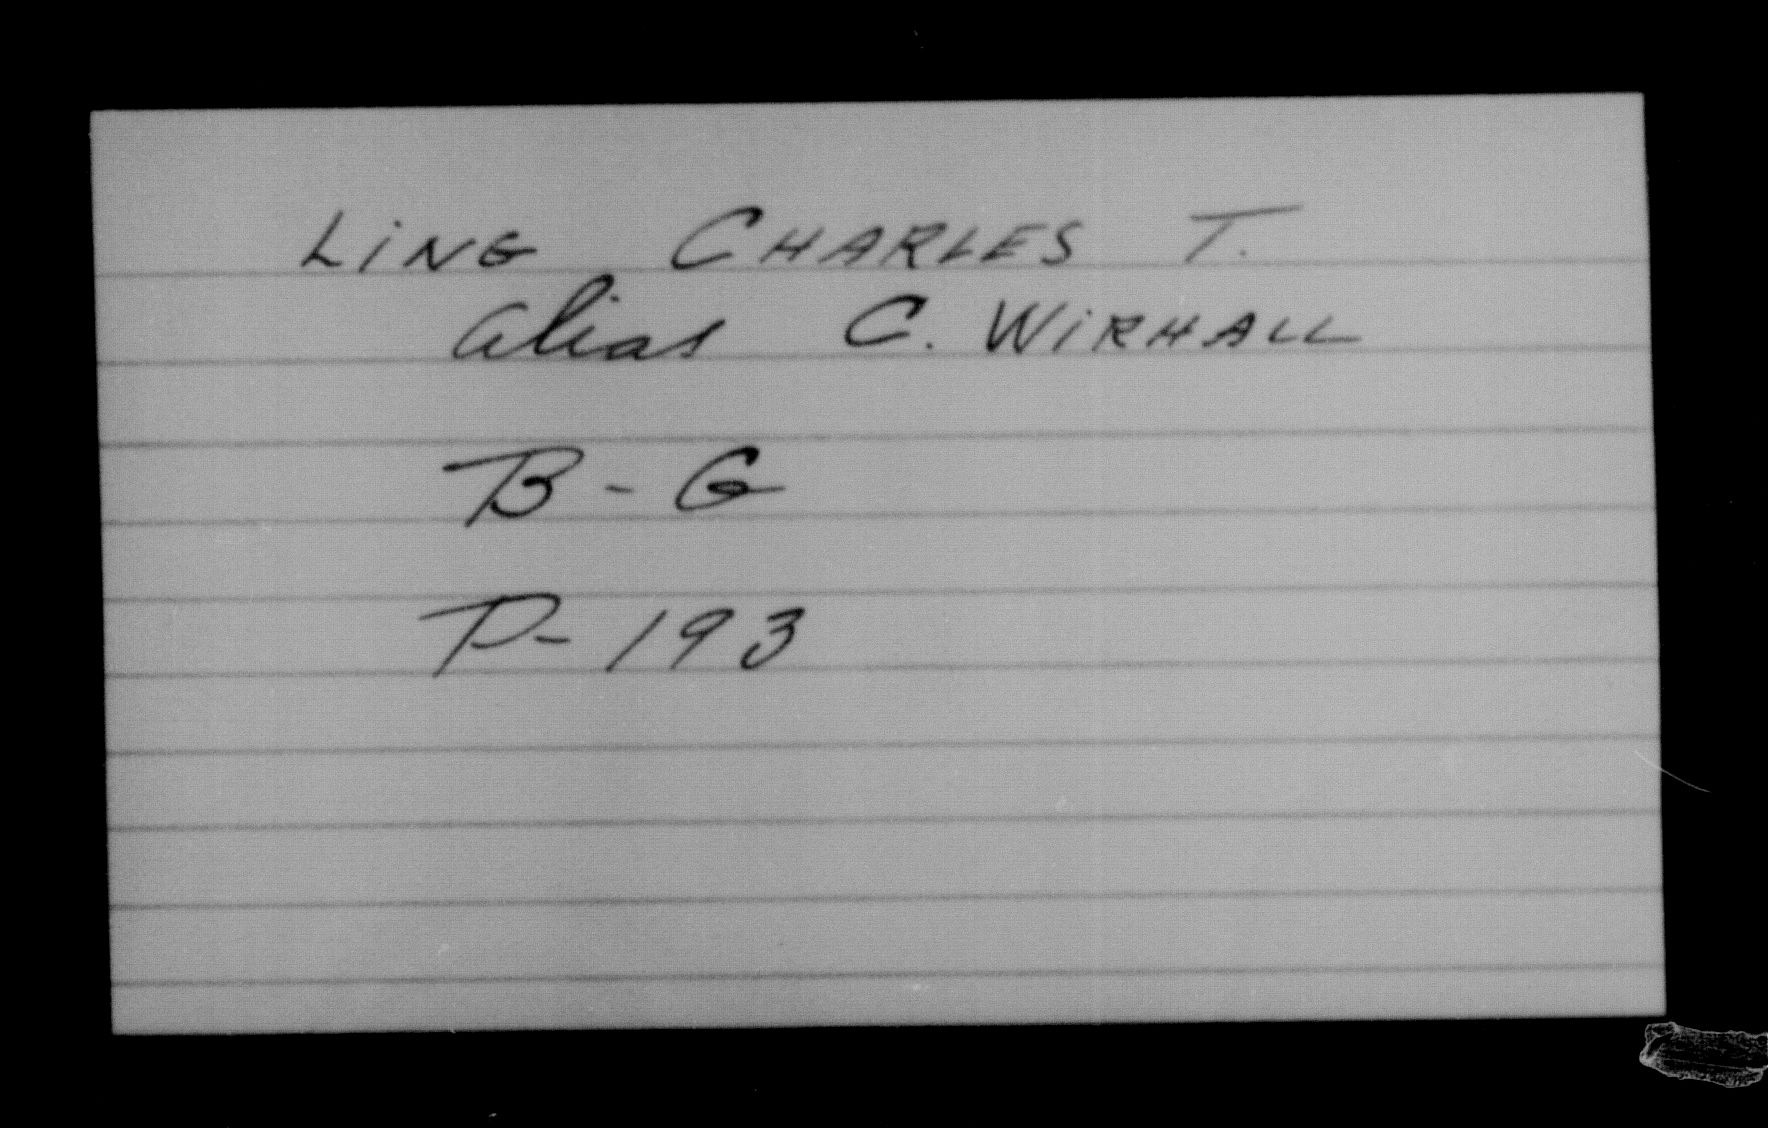 LiNG CHARLES T.
alias C. WiRHALL
B - G
P- 193